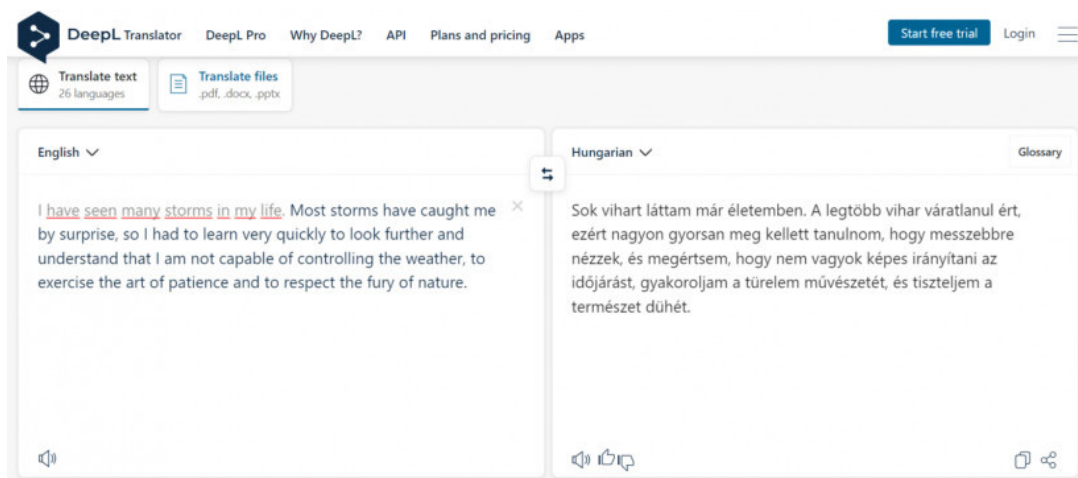 DeepL Translator DeepL Pro Why DeepL? API Plans and pricing Apps Start free trial Login
Translate text
26 languages
Translate files
.pdf, .docx, .pptx
English
Hungarian Glossary
I have seen many storms in my life. Most storms have caught me
by surprise, so I had to learn very quickly to look further and
understand that I am not capable of controlling the weather, to
exercise the art of patience and to respect the fury of nature.
Sok vihart láttam már életemben. A legtöbb vihar váratlanul ért,
ezért nagyon gyorsan meg kellett tanulnom, hogy messzebbre
nézzek, és megértsem, hogy nem vagyok képes irányítani az
időjárást, gyakoroljam a türelem művészetét, és tiszteljem a
természet dühét.